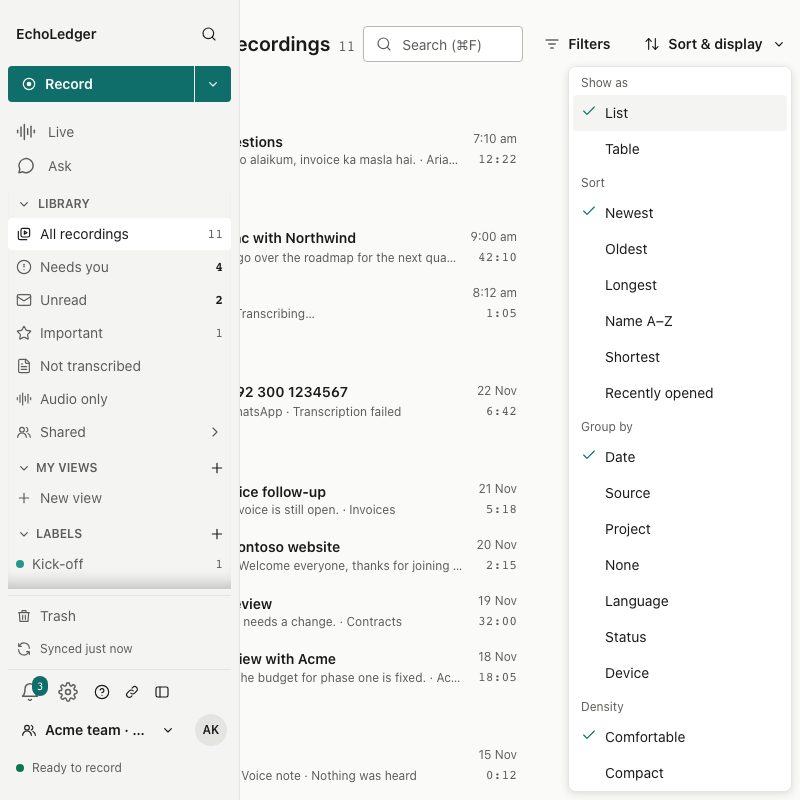 EchoLedger
Record
Live
Ask
LIBRARY
All recordings 11
Needs you 4
Unread 2
Important 1
Not transcribed
Audio only
Shared
MY VIEWS
New view
LABELS
Kick-off 1
Trash
Synced just now
3
Acme team · ... AK
Ready to record
ecordings 11
Search (⌘F)
Filters
Sort & display
estions 7:10 am
o alaikum, invoice ka masla hai. · Aria... 12:22
nc with Northwind 9:00 am
go over the roadmap for the next qua... 42:10
8:12 am
Transcribing... 1:05
92 300 1234567 22 Nov
hatsApp · Transcription failed 6:42
ice follow-up 21 Nov
voice is still open. · Invoices 5:18
ontoso website 20 Nov
Welcome everyone, thanks for joining ... 2:15
eview 19 Nov
needs a change. · Contracts 32:00
iew with Acme 18 Nov
he budget for phase one is fixed. · Ac... 18:05
15 Nov
Voice note · Nothing was heard 0:12
Show as
List
Table
Sort
Newest
Oldest
Longest
Name A–Z
Shortest
Recently opened
Group by
Date
Source
Project
None
Language
Status
Device
Density
Comfortable
Compact